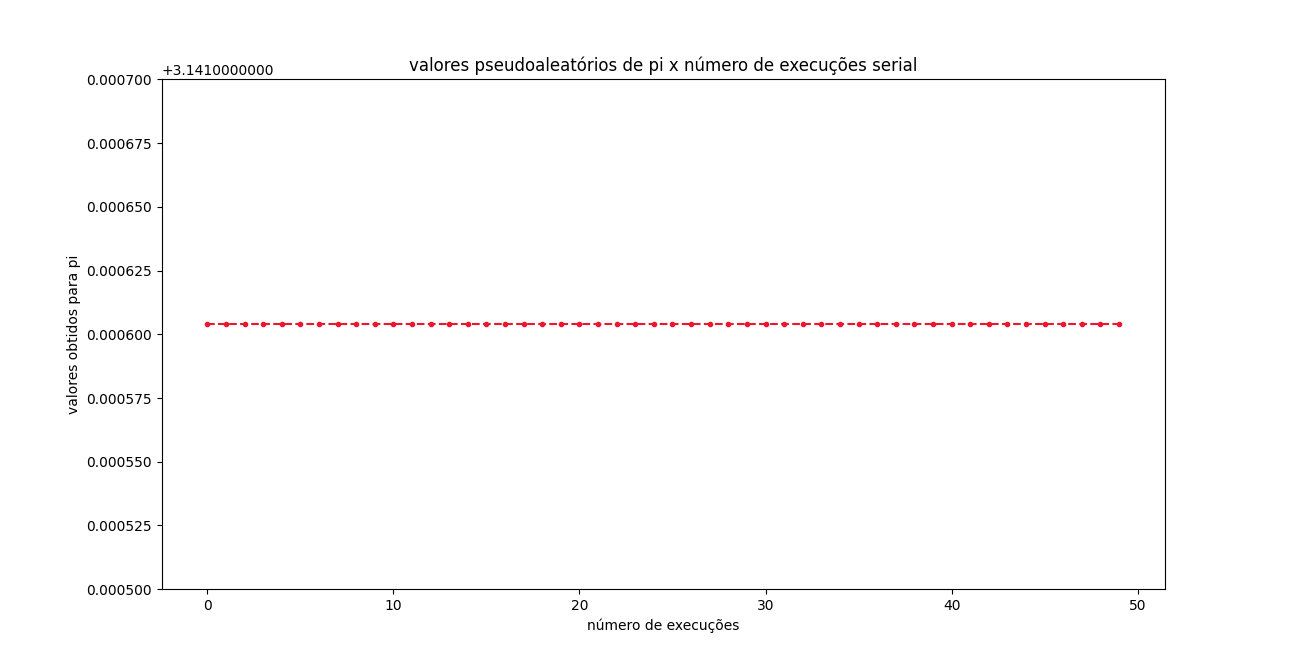 valores pseudoaleatórios de pi x número de execuções serial
+3.1410000000
0.000700
0.000675
0.000650
0.000625
0.000600
0.000575
0.000550
0.000525
0.000500
valores obtidos para pi
0 10 20 30 40 50
número de execuções